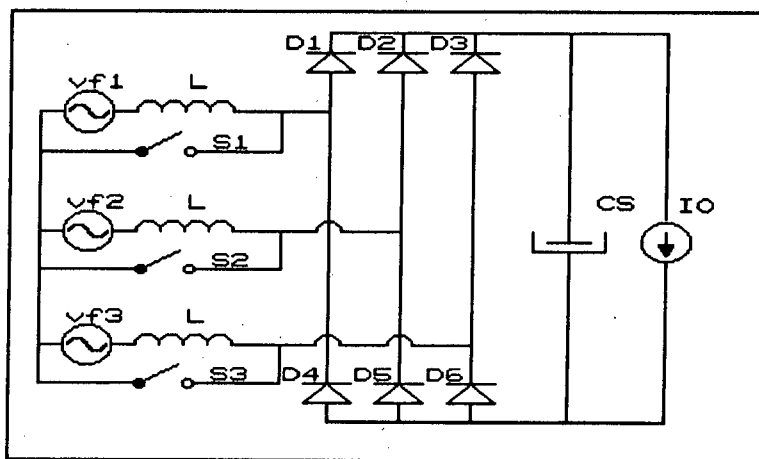 D1 D2 D3
vf1 L
S1
vf2 L
CS IO
S2
vf3 L
S3 D4 D5 D6